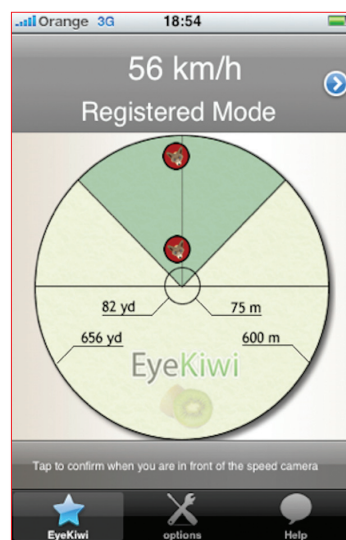 Orange 3G 18:54
56 km/h
Registered Mode
82 yd 75 m
656 yd 600 m
EyeKiwi
Tap to confirm when you are in front of the speed camera
EyeKiwi options Help